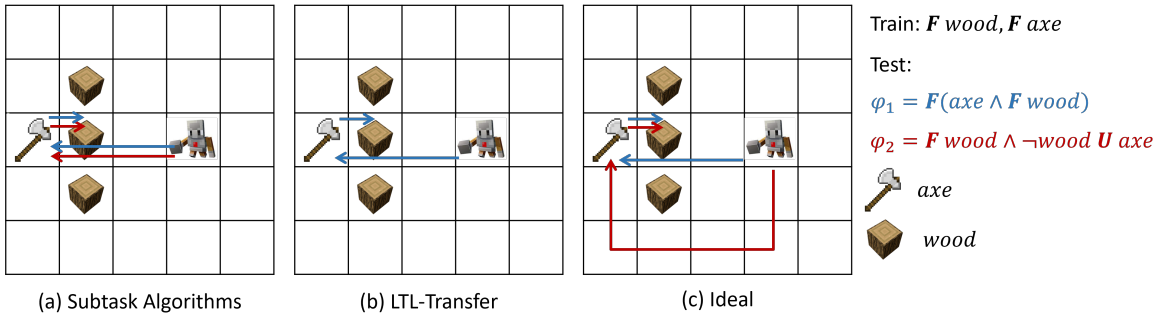 Train: F wood, F axe
Test:
φ₁ = F(axe ∧ F wood)
φ₂ = F wood ∧ ¬wood U axe
axe
wood
(a) Subtask Algorithms
(b) LTL-Transfer
(c) Ideal